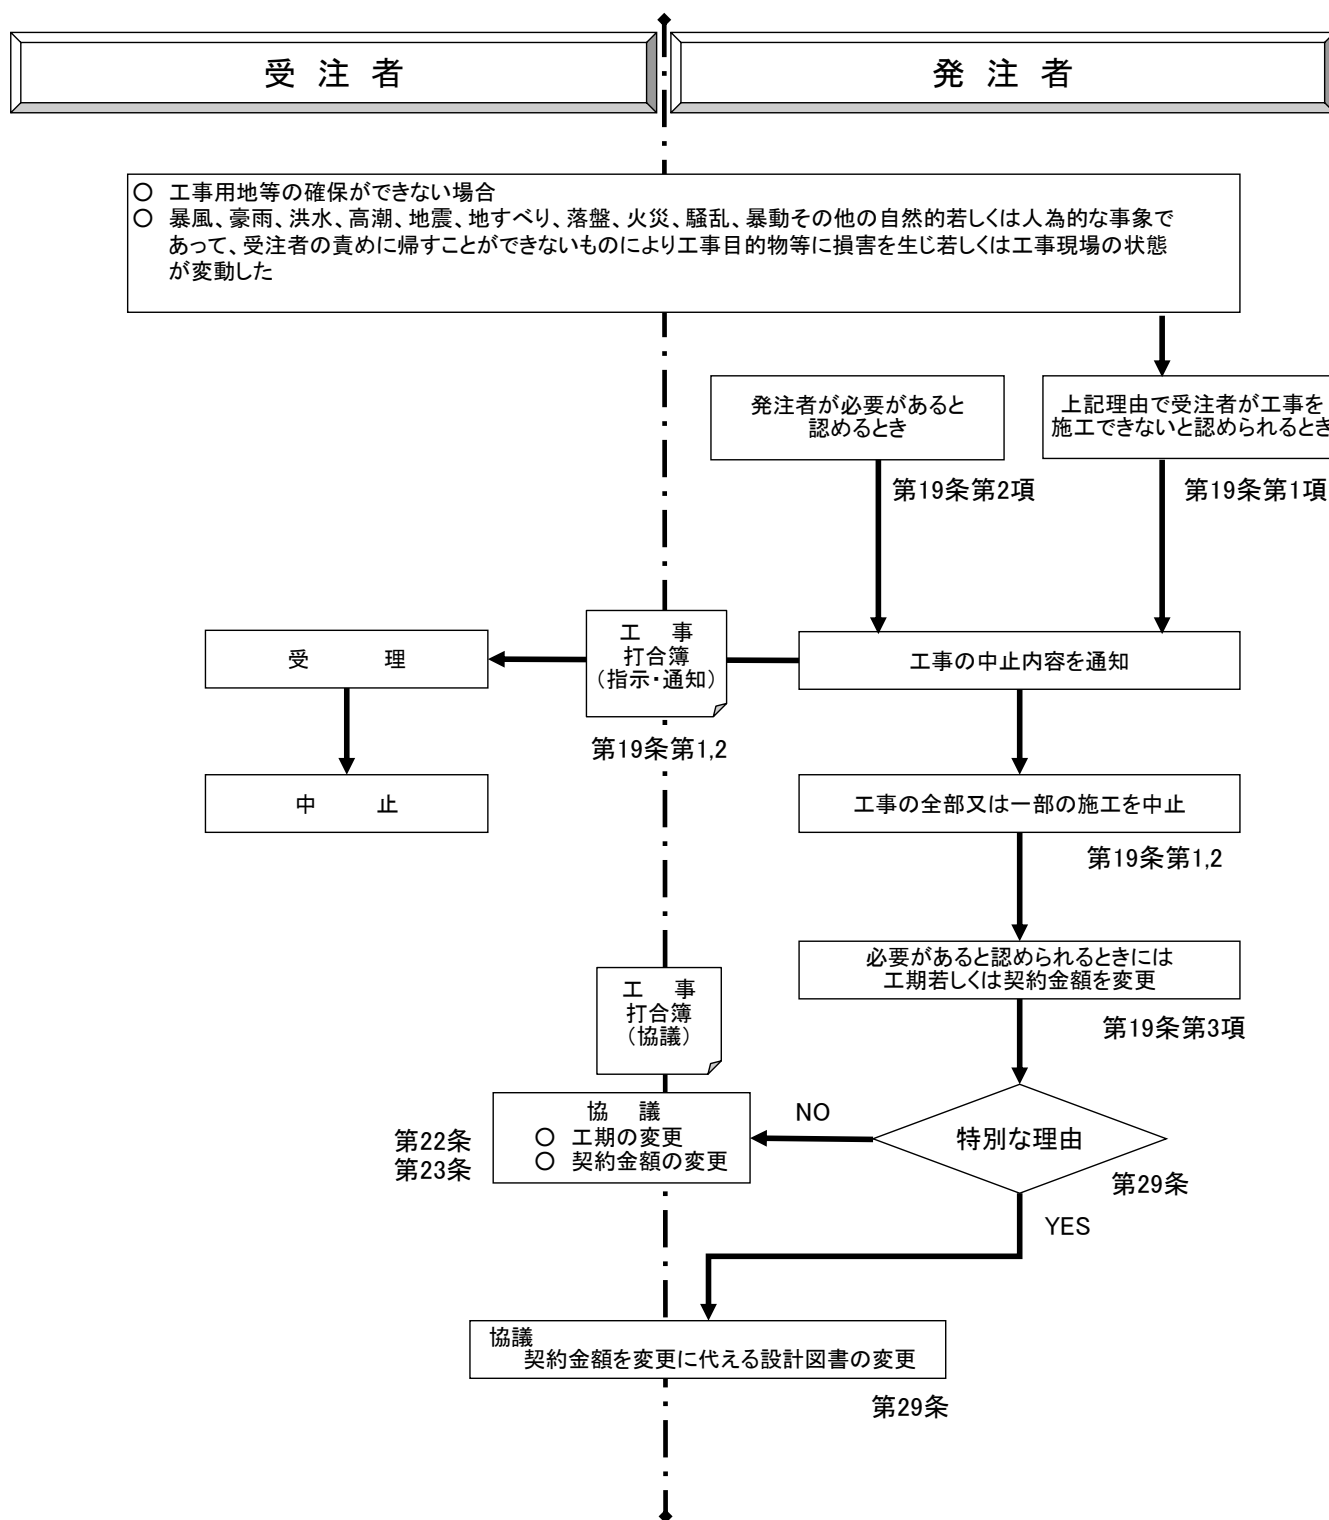 受 注 者
発 注 者
○ 工事用地等の確保ができない場合
○ 暴風、豪雨、洪水、高潮、地震、地すべり、落盤、火災、騒乱、暴動その他の自然的若しくは人為的な事象で
あって、受注者の責めに帰すことができないものにより工事目的物等に損害を生じ若しくは工事現場の状態
が変動した
発注者が必要があると
認めるとき
上記理由で受注者が工事を
施工できないと認められるとき
第19条第2項
第19条第1項
工 事
打合簿
(指示・通知)
受 理
工事の中止内容を通知
第19条第1,2
中 止
工事の全部又は一部の施工を中止
第19条第1,2
必要があると認められるときには
工期若しくは契約金額を変更
工 事
打合簿
(協議)
第19条第3項
協 議
○ 工期の変更
○ 契約金額の変更
第22条
第23条
NO
特別な理由
第29条
YES
協議
契約金額を変更に代える設計図書の変更
第29条